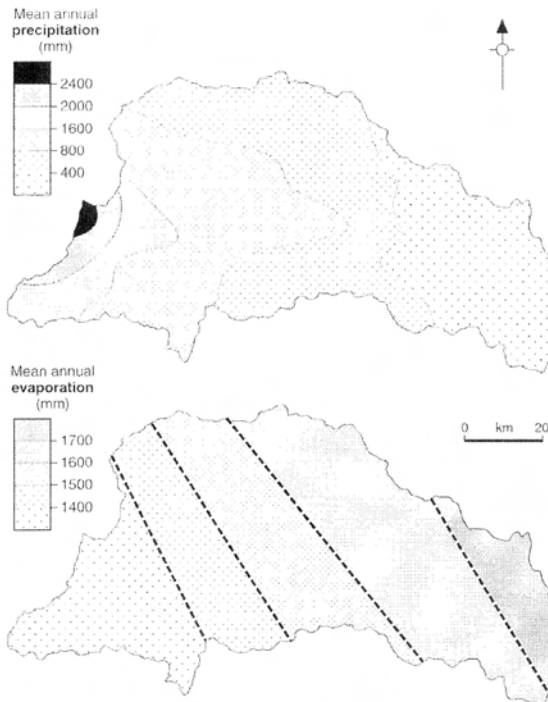 Mean annual
precipitation
(mm)
2400
2000
1600
800
400
Mean annual
evaporation
(mm)
1700
1600
1500
1400
0 km 20